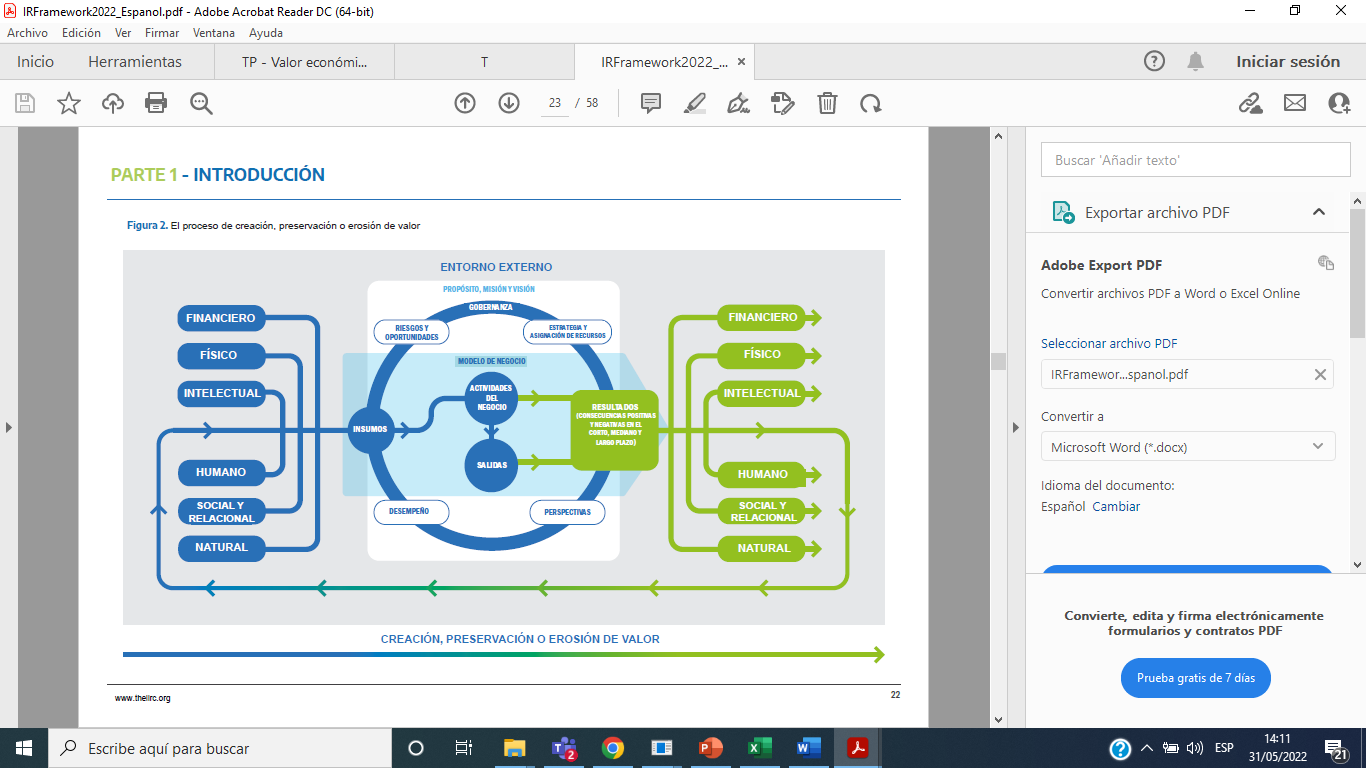 IRFramework2022_Espanol.pdf - Adobe Acrobat Reader DC (64-bit)
Archivo Edición Ver Firmar Ventana Ayuda
Inicio Herramientas TP - Valor económi... T IRFramework2022_... Iniciar sesión
23 / 58
PARTE 1 - INTRODUCCIÓN
Figura 2. El proceso de creación, preservación o erosión de valor
ENTORNO EXTERNO
PROPÓSITO, MISIÓN Y VISIÓN
GOBERNANZA
RIESGOS Y
OPORTUNIDADES
ESTRATEGIA Y
ASIGNACIÓN DE RECURSOS
MODELO DE NEGOCIO
FINANCIERO
FÍSICO
INTELECTUAL
HUMANO
SOCIAL Y
RELACIONAL
NATURAL
INSUMOS
ACTIVIDADES
DEL
NEGOCIO
SALIDAS
RESULTADOS
(CONSECUENCIAS POSITIVAS
Y NEGATIVAS EN EL
CORTO, MEDIANO Y
LARGO PLAZO)
DESEMPEÑO
PERSPECTIVAS
FINANCIERO
FÍSICO
INTELECTUAL
HUMANO
SOCIAL Y
RELACIONAL
NATURAL
CREACIÓN, PRESERVACIÓN O EROSIÓN DE VALOR
www.theiirc.org
22
Buscar 'Añadir texto'
Exportar archivo PDF
Adobe Export PDF
Convertir archivos PDF a Word o Excel Online
Seleccionar archivo PDF
IRFramewor...spanol.pdf
Convertir a
Microsoft Word (*.docx)
Idioma del documento:
Español Cambiar
Convierte, edita y firma electrónicamente
formularios y contratos PDF
Prueba gratis de 7 días
Escribe aquí para buscar
2
ESP
14:11
31/05/2022
21